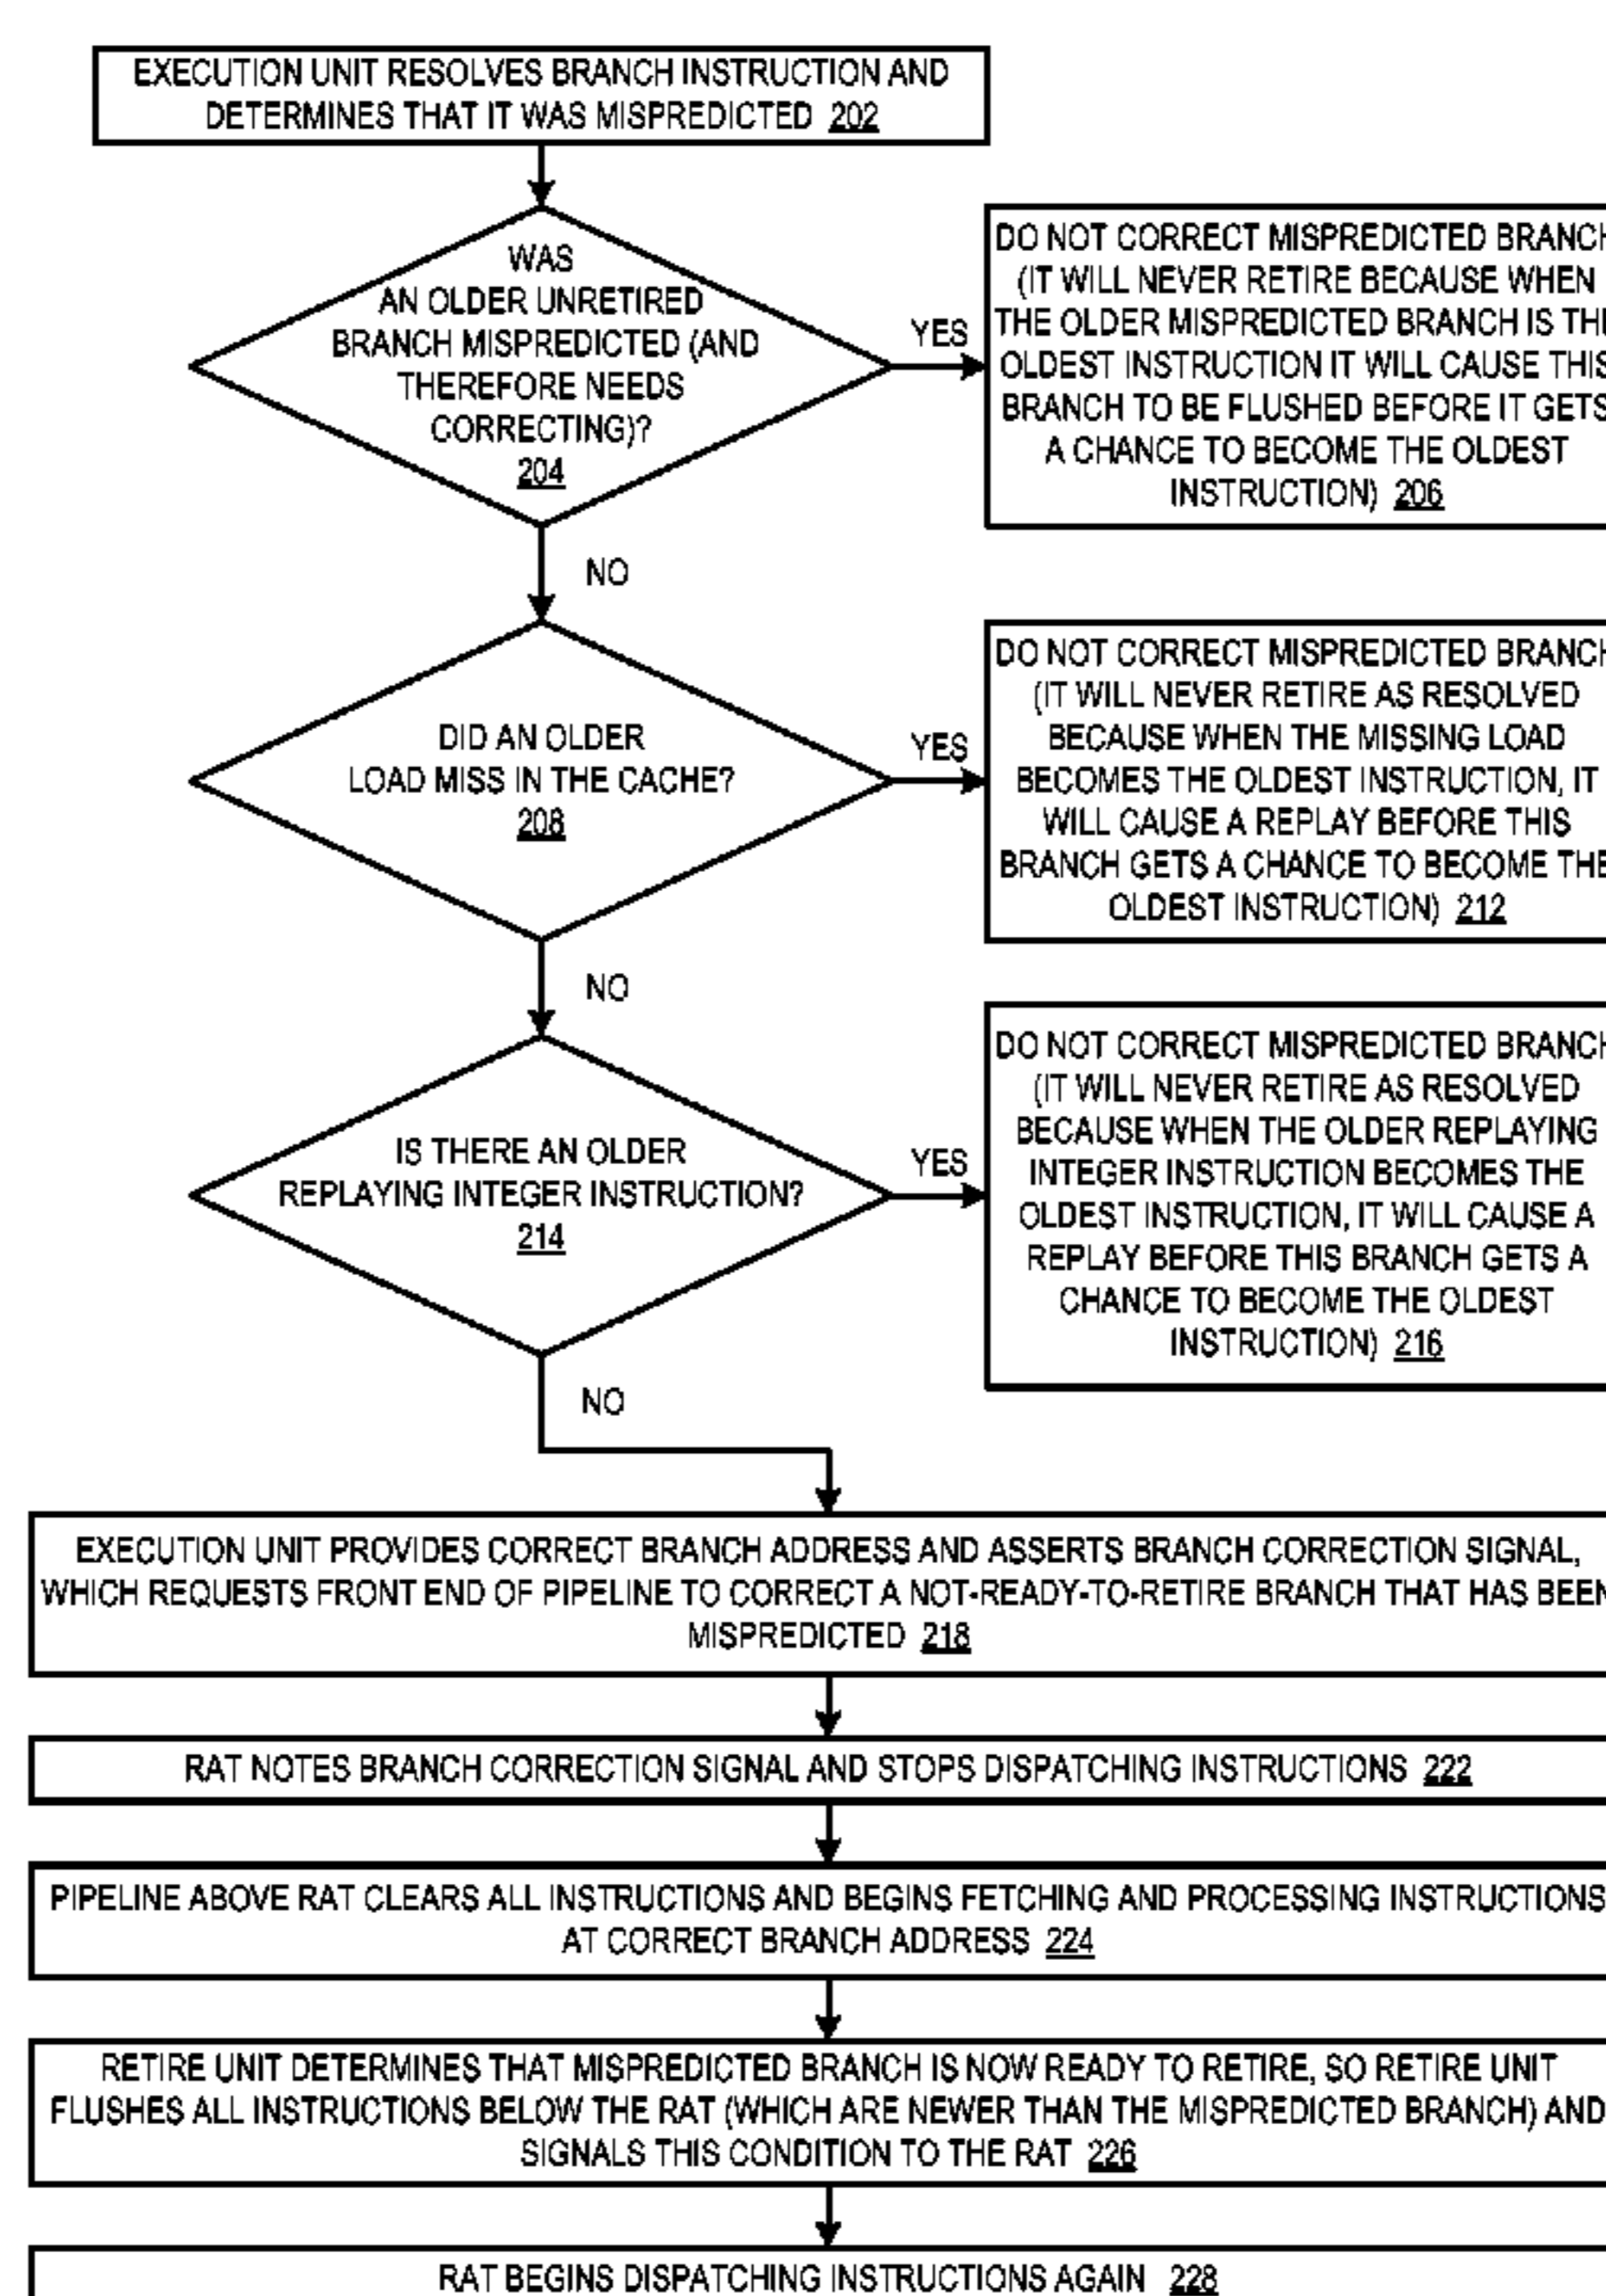 EXECUTION UNIT RESOLVES BRANCH INSTRUCTION AND
DETERMINES THAT IT WAS MISPREDICTED 202
WAS
AN OLDER UNRETIRED
BRANCH MISPREDICTED (AND
THEREFORE NEEDS
CORRECTING)?
204
YES
DO NOT CORRECT MISPREDICTED BRANCH
(IT WILL NEVER RETIRE BECAUSE WHEN
THE OLDER MISPREDICTED BRANCH IS THE
OLDEST INSTRUCTION IT WILL CAUSE THIS
BRANCH TO BE FLUSHED BEFORE IT GETS
A CHANCE TO BECOME THE OLDEST
INSTRUCTION) 206
NO
DID AN OLDER
LOAD MISS IN THE CACHE?
208
YES
DO NOT CORRECT MISPREDICTED BRANCH
(IT WILL NEVER RETIRE AS RESOLVED
BECAUSE WHEN THE MISSING LOAD
BECOMES THE OLDEST INSTRUCTION, IT
WILL CAUSE A REPLAY BEFORE THIS
BRANCH GETS A CHANCE TO BECOME THE
OLDEST INSTRUCTION) 212
NO
IS THERE AN OLDER
REPLAYING INTEGER INSTRUCTION?
214
YES
DO NOT CORRECT MISPREDICTED BRANCH
(IT WILL NEVER RETIRE AS RESOLVED
BECAUSE WHEN THE OLDER REPLAYING
INTEGER INSTRUCTION BECOMES THE
OLDEST INSTRUCTION, IT WILL CAUSE A
REPLAY BEFORE THIS BRANCH GETS A
CHANCE TO BECOME THE OLDEST
INSTRUCTION) 216
NO
EXECUTION UNIT PROVIDES CORRECT BRANCH ADDRESS AND ASSERTS BRANCH CORRECTION SIGNAL,
WHICH REQUESTS FRONT END OF PIPELINE TO CORRECT A NOT-READY-TO-RETIRE BRANCH THAT HAS BEEN
MISPREDICTED 218
RAT NOTES BRANCH CORRECTION SIGNAL AND STOPS DISPATCHING INSTRUCTIONS 222
PIPELINE ABOVE RAT CLEARS ALL INSTRUCTIONS AND BEGINS FETCHING AND PROCESSING INSTRUCTIONS
AT CORRECT BRANCH ADDRESS 224
RETIRE UNIT DETERMINES THAT MISPREDICTED BRANCH IS NOW READY TO RETIRE, SO RETIRE UNIT
FLUSHES ALL INSTRUCTIONS BELOW THE RAT (WHICH ARE NEWER THAN THE MISPREDICTED BRANCH) AND
SIGNALS THIS CONDITION TO THE RAT 226
RAT BEGINS DISPATCHING INSTRUCTIONS AGAIN 228